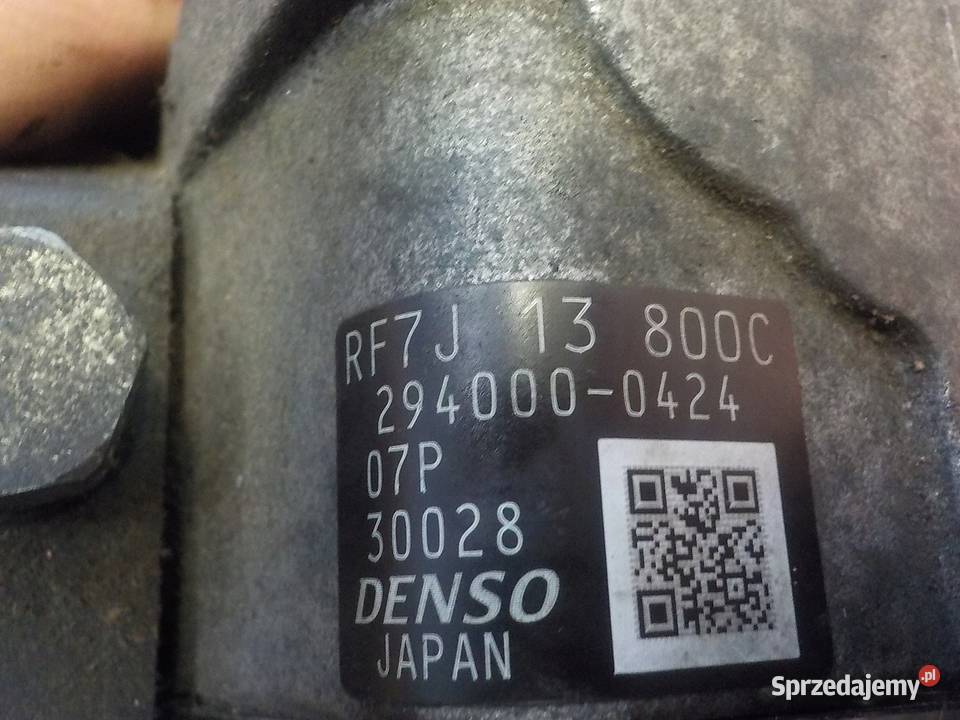 RF7J 13 800C
294000-0424
07P
30028
DENSO
JAPAN
Sprzedajemy.pl